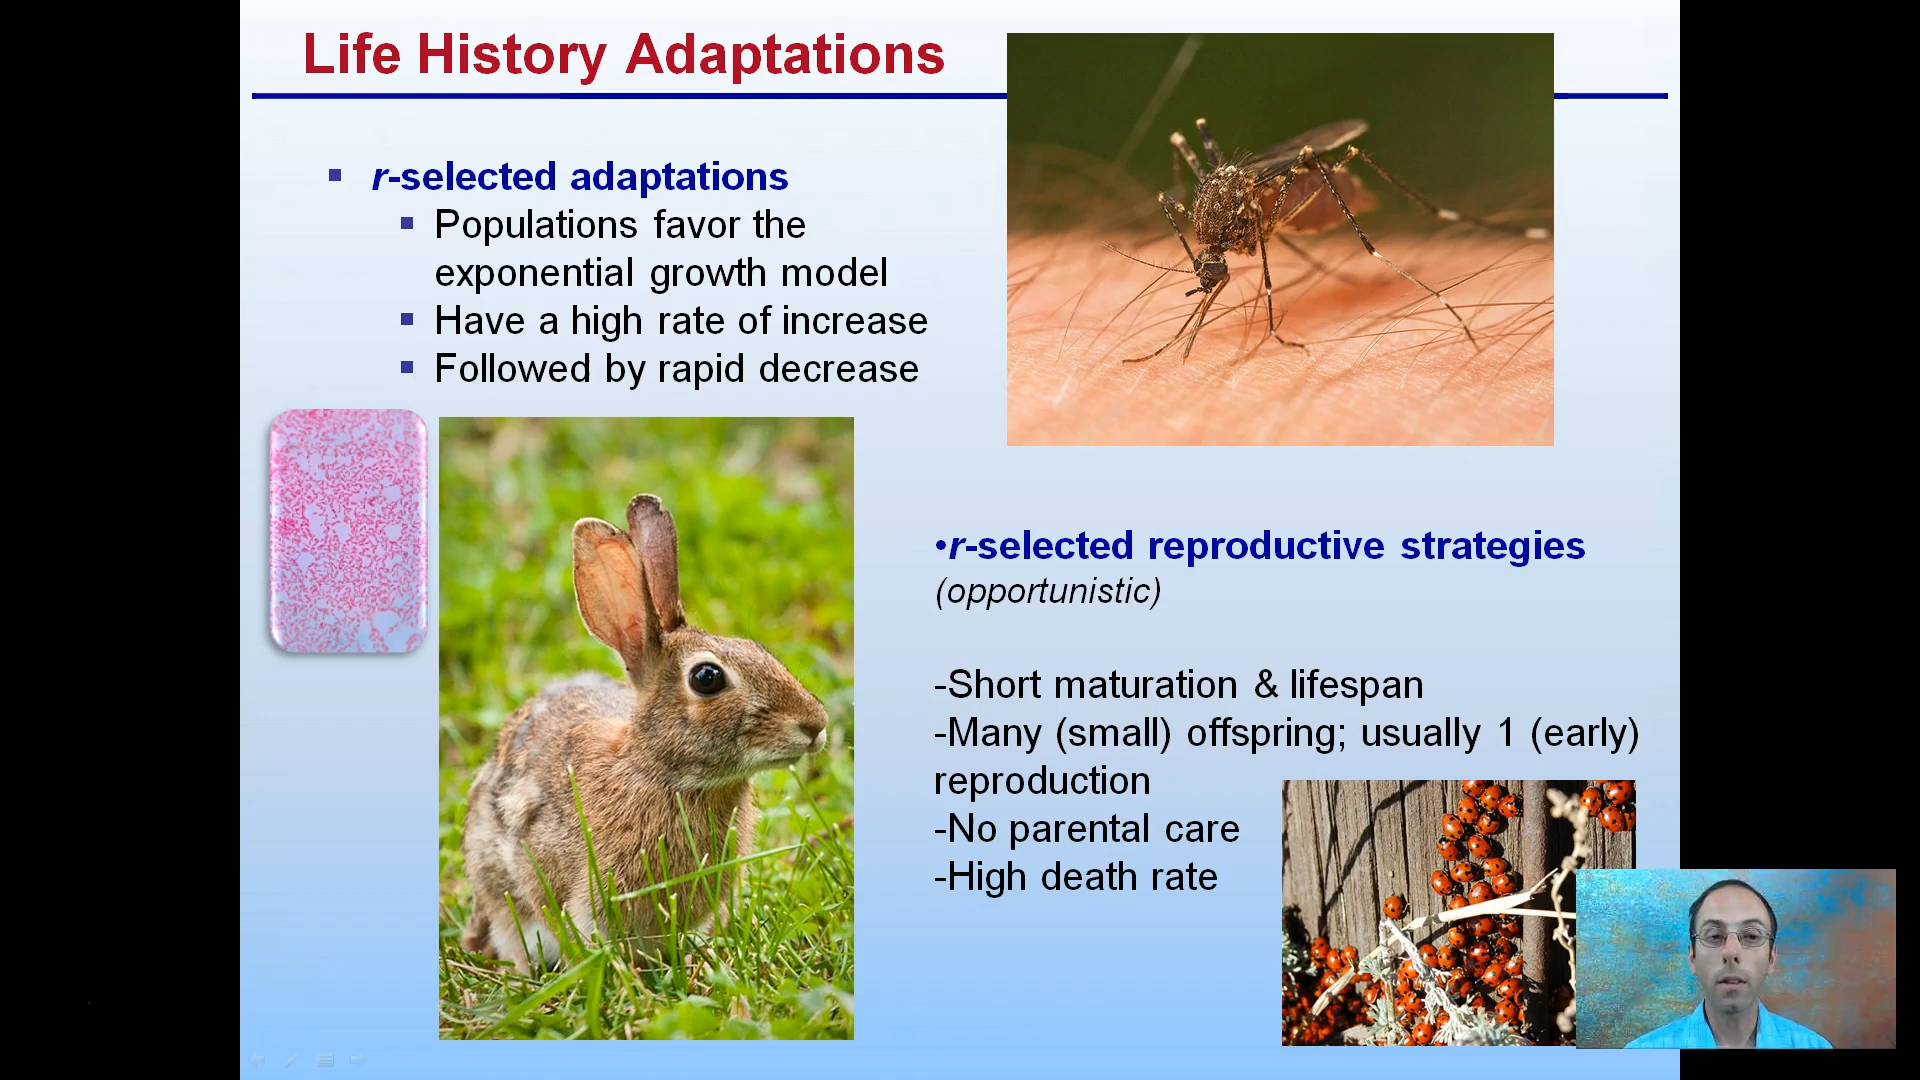 Life History Adaptations
r-selected adaptations
Populations favor the
exponential growth model
Have a high rate of increase
Followed by rapid decrease
•r-selected reproductive strategies
(opportunistic)
-Short maturation & lifespan
-Many (small) offspring; usually 1 (early)
reproduction
-No parental care
-High death rate